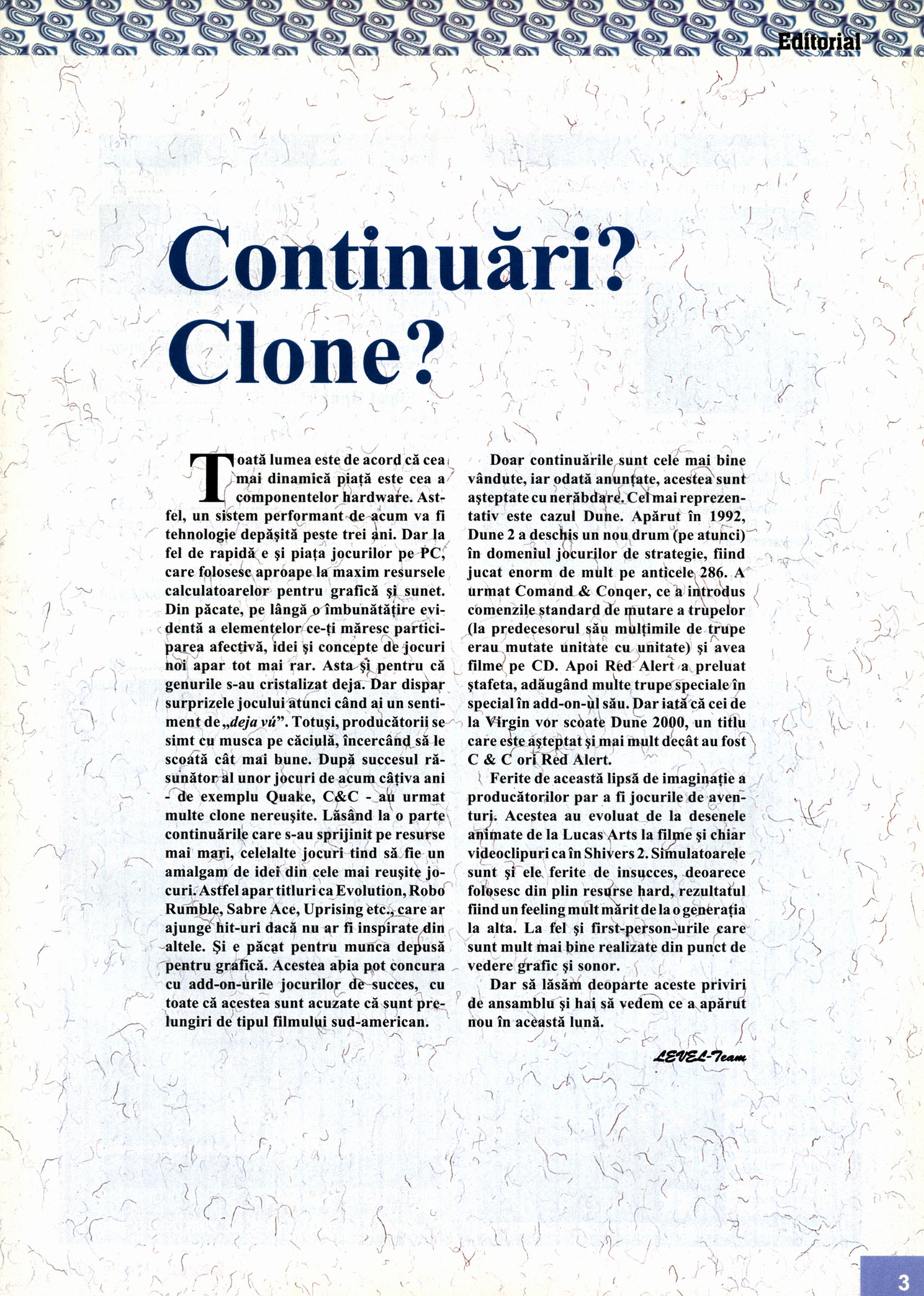 Editorial
Continuări?
Clone?
Toată lumea este de acord că cea
mai dinamică piață este cea a
componentelor hardware. Ast-
fel, un sistem performant de acum va fi
tehnologie depășită peste trei ani. Dar la
fel de rapidă e și piața jocurilor pe PC,
care folosesc aproape la maxim resursele
calculatoarelor pentru grafică și sunet.
Din păcate, pe lângă o îmbunătățire evi-
dentă a elementelor ce-ți măresc partici-
parea afectivă, idei și concepte de jocuri
noi apar tot mai rar. Asta și pentru că
genurile s-au cristalizat deja. Dar dispar
surprizele jocului atunci când ai un senti-
ment de „deja vú”. Totuși, producătorii se
simt cu musca pe căciulă, încercând să le
scoată cât mai bune. După succesul ră-
sunător al unor jocuri de acum câțiva ani
- de exemplu Quake, C&C - au urmat
multe clone nereușite. Lăsând la o parte
continuările care s-au sprijinit pe resurse
mai mari, celelalte jocuri tind să fie un
amalgam de idei din cele mai reușite jo-
curi. Astfel apar titluri ca Evolution, Robo
Rumble, Sabre Ace, Uprising etc., care ar
ajunge hit-uri dacă nu ar fi inspirate din
altele. Și e păcat pentru munca depusă
pentru grafică. Acestea abia pot concura
cu add-on-urile jocurilor de succes, cu
toate că acestea sunt acuzate că sunt pre-
lungiri de tipul filmului sud-american.
Doar continuările sunt cele mai bine
vândute, iar odată anunțate, acestea sunt
așteptate cu nerăbdare. Cel mai reprezen-
tativ este cazul Dune. Apărut în 1992,
Dune 2 a deschis un nou drum (pe atunci)
în domeniul jocurilor de strategie, fiind
jucat enorm de mult pe anticele 286. A
urmat Comand & Conqer, ce a introdus
comenzile standard de mutare a trupelor
(la predecesorul său mulțimile de trupe
erau mutate unitate cu unitate) și avea
filme pe CD. Apoi Red Alert a preluat
ștafeta, adăugând multe trupe speciale în
special în add-on-ul său. Dar iată că cei de
la Virgin vor scoate Dune 2000, un titlu
care este așteptat și mai mult decât au fost
C & C ori Red Alert.
Ferite de această lipsă de imaginație a
producătorilor par a fi jocurile de aven-
turi. Acestea au evoluat de la desenele
animate de la Lucas Arts la filme și chiar
videoclipuri ca în Shivers 2. Simulatoarele
sunt și ele ferite de insucces, deoarece
folosesc din plin resurse hard, rezultatul
fiind un feeling mult mărit de la o generația
la alta. La fel și first-person-urile care
sunt mult mai bine realizate din punct de
vedere grafic și sonor.
Dar să lăsăm deoparte aceste priviri
de ansamblu și hai să vedem ce a apărut
nou în această lună.
LEVEL-Team
3